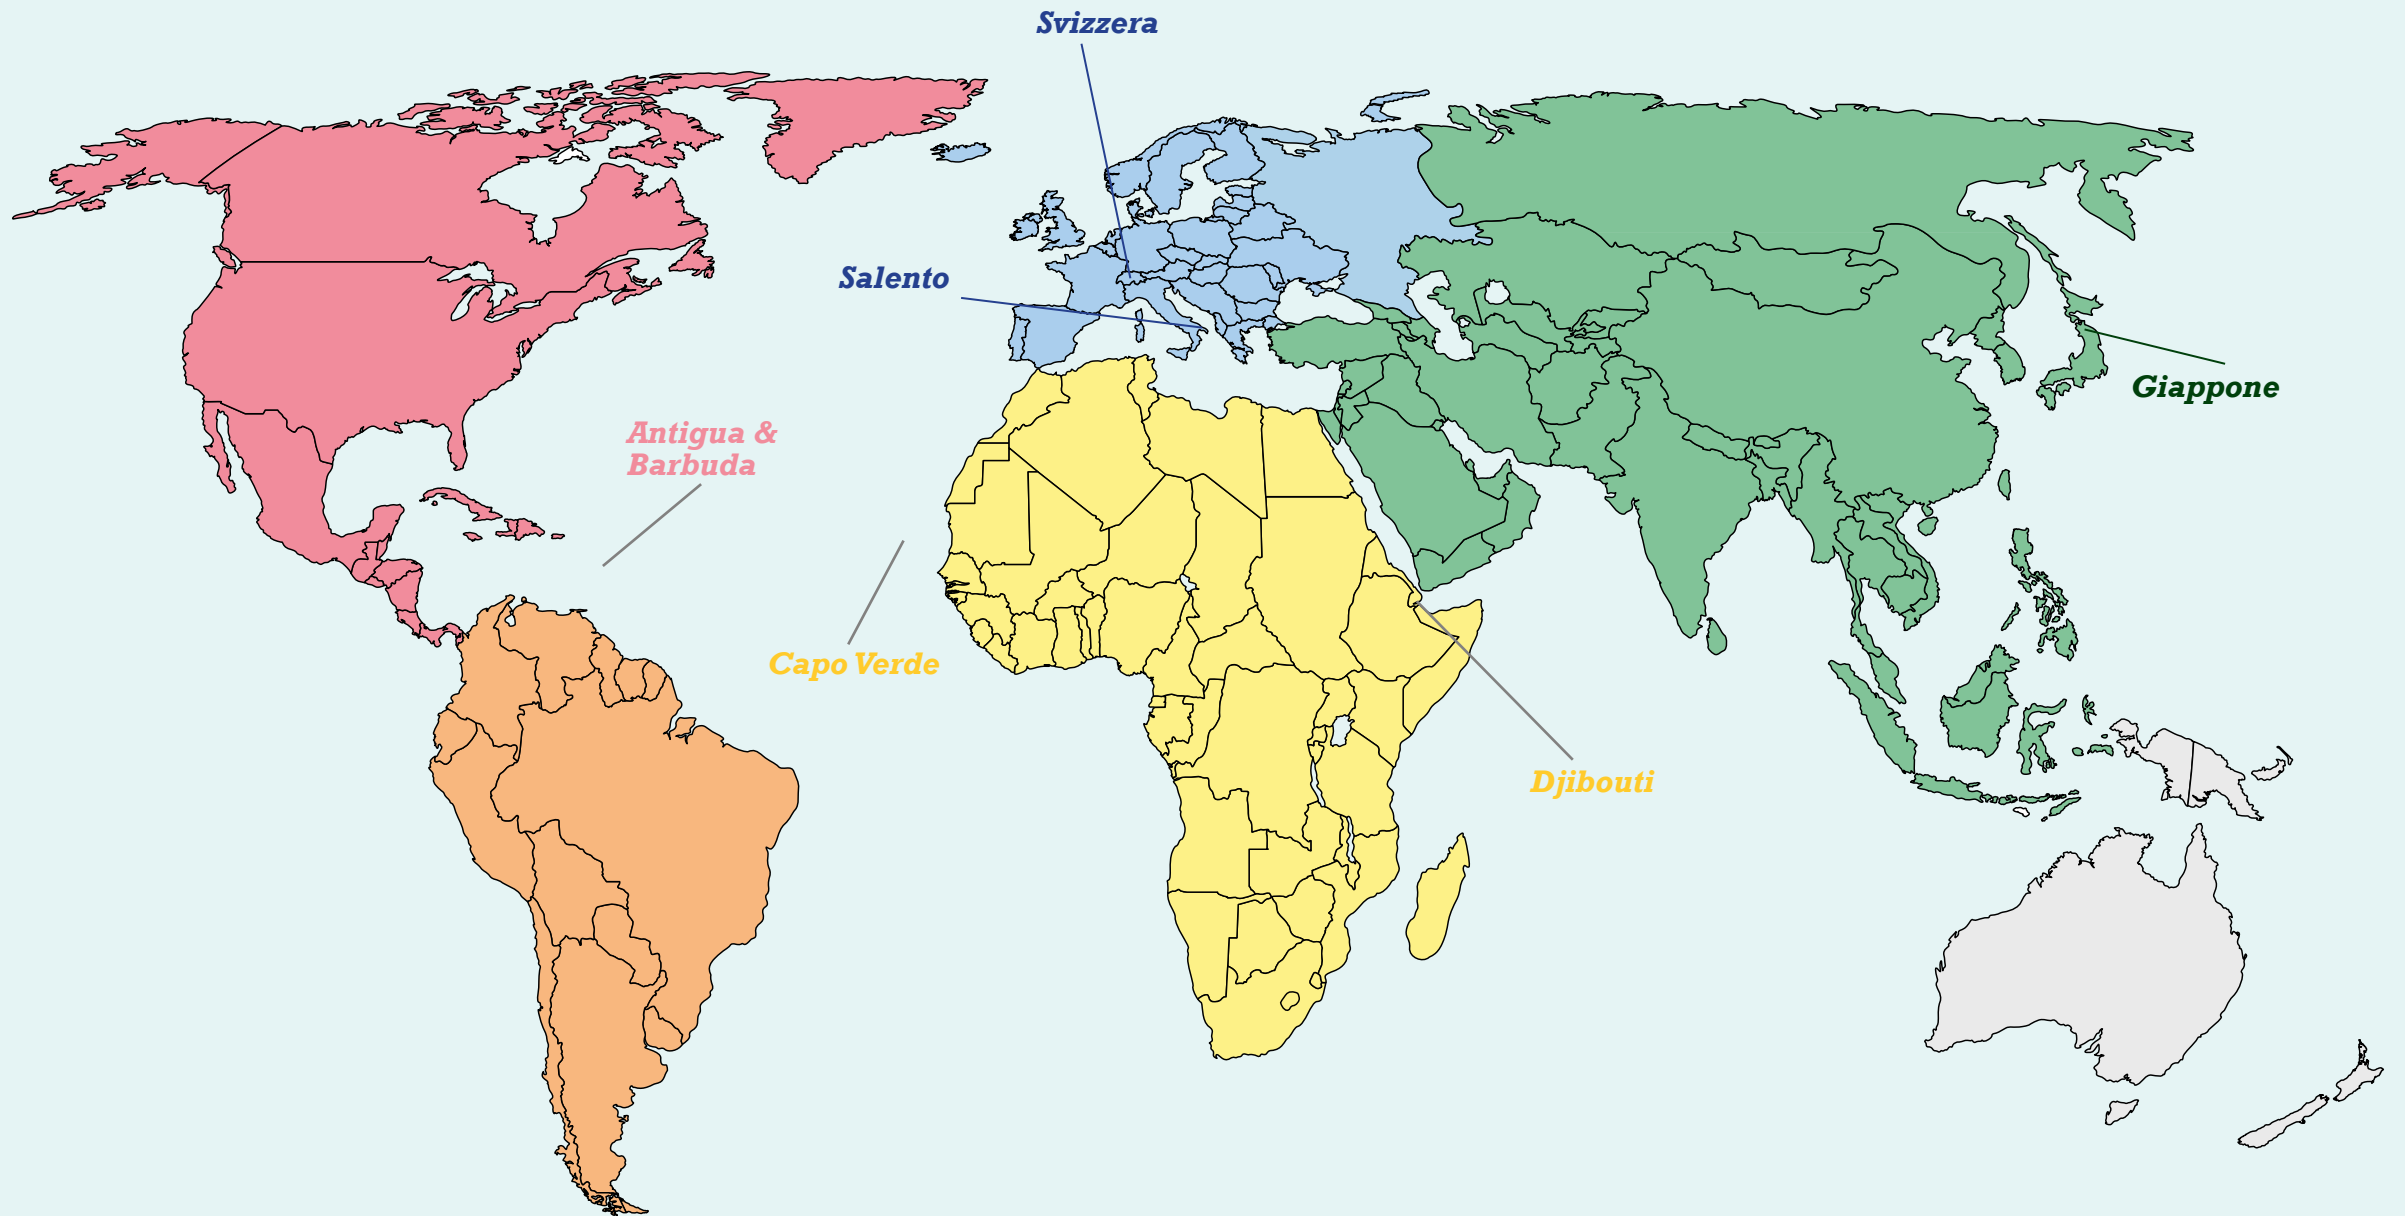 Svizzera
Salento
Giappone
Antigua &
Barbuda
Capo Verde
Djibouti